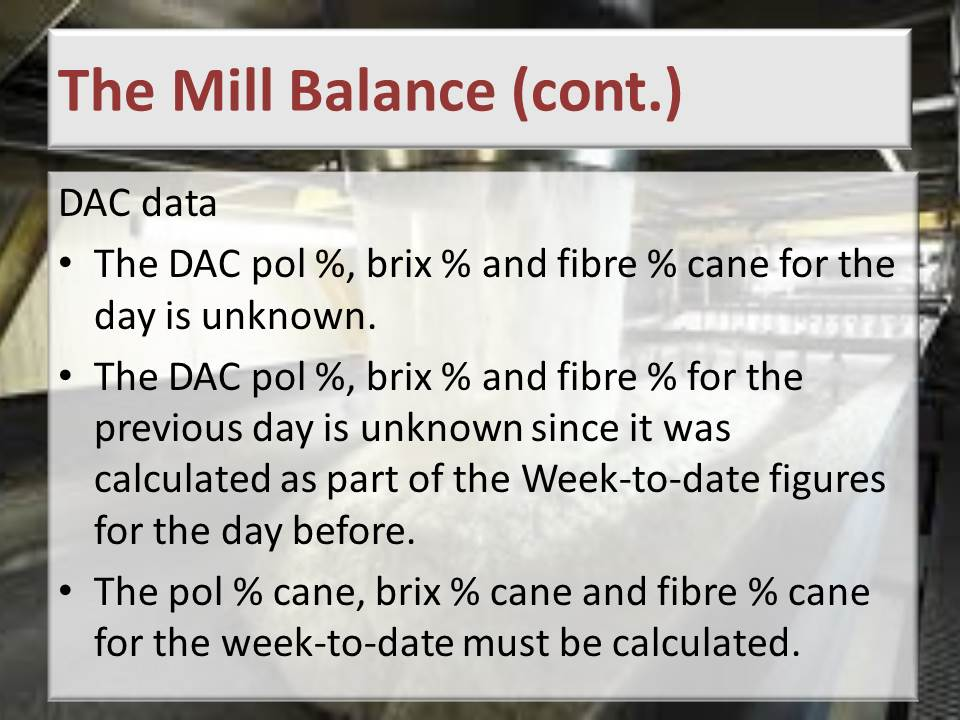 The Mill Balance (cont.)
DAC data
• The DAC pol %, brix % and fibre % cane for the
day is unknown.
• The DAC pol %, brix % and fibre % for the
previous day is unknown since it was
calculated as part of the Week-to-date figures
for the day before.
• The pol % cane, brix % cane and fibre % cane
for the week-to-date must be calculated.